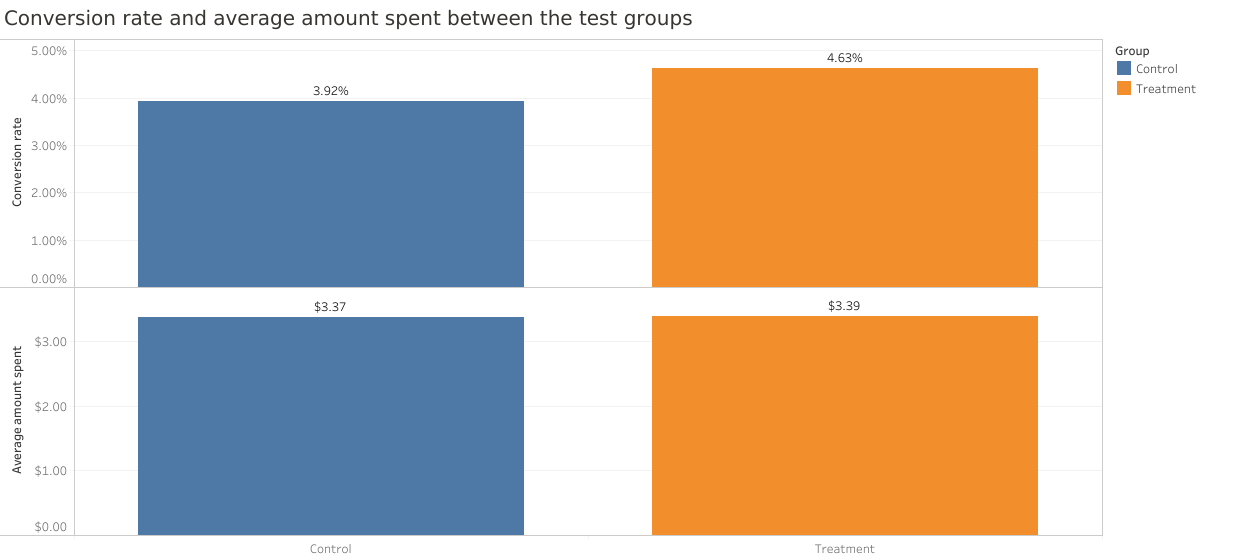 Conversion rate and average amount spent between the test groups
Group
Control
Treatment
Conversion rate
5.00%
4.00%
3.00%
2.00%
1.00%
0.00%
3.92%
4.63%
Average amount spent
$3.00
$2.00
$1.00
$0.00
$3.37
$3.39
Control
Treatment